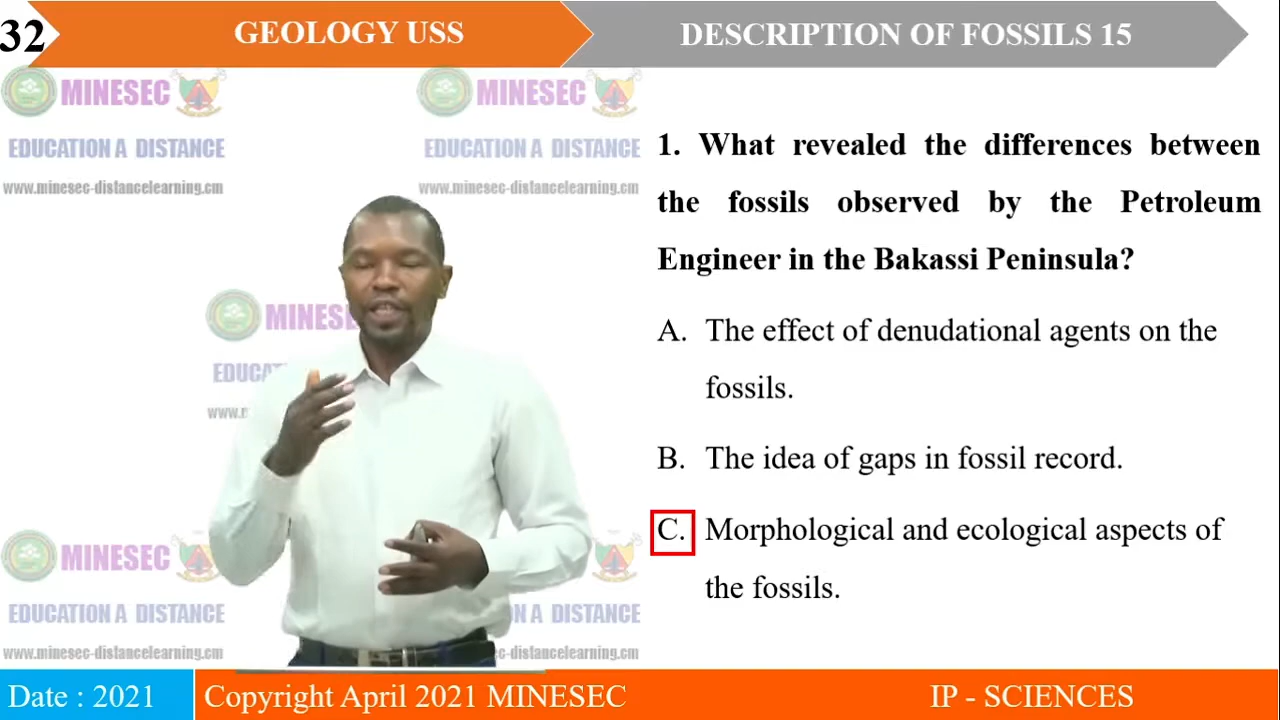 32
GEOLOGY USS
DESCRIPTION OF FOSSILS 15
MINESEC
EDUCATION A DISTANCE
www.minesec-distancelearning.cm
MINESEC
EDUCATION A DISTANCE
www.minesec-distancelearning.cm
1. What revealed the differences between
the fossils observed by the Petroleum
Engineer in the Bakassi Peninsula?
A. The effect of denudational agents on the
fossils.
B. The idea of gaps in fossil record.
C. Morphological and ecological aspects of
the fossils.
MINESEC
EDUCATION A DISTANCE
www.minesec-distancelearning.cm
N A DISTANCE
c-distancelearning.cm
Date : 2021
Copyright April 2021 MINESEC
IP - SCIENCES